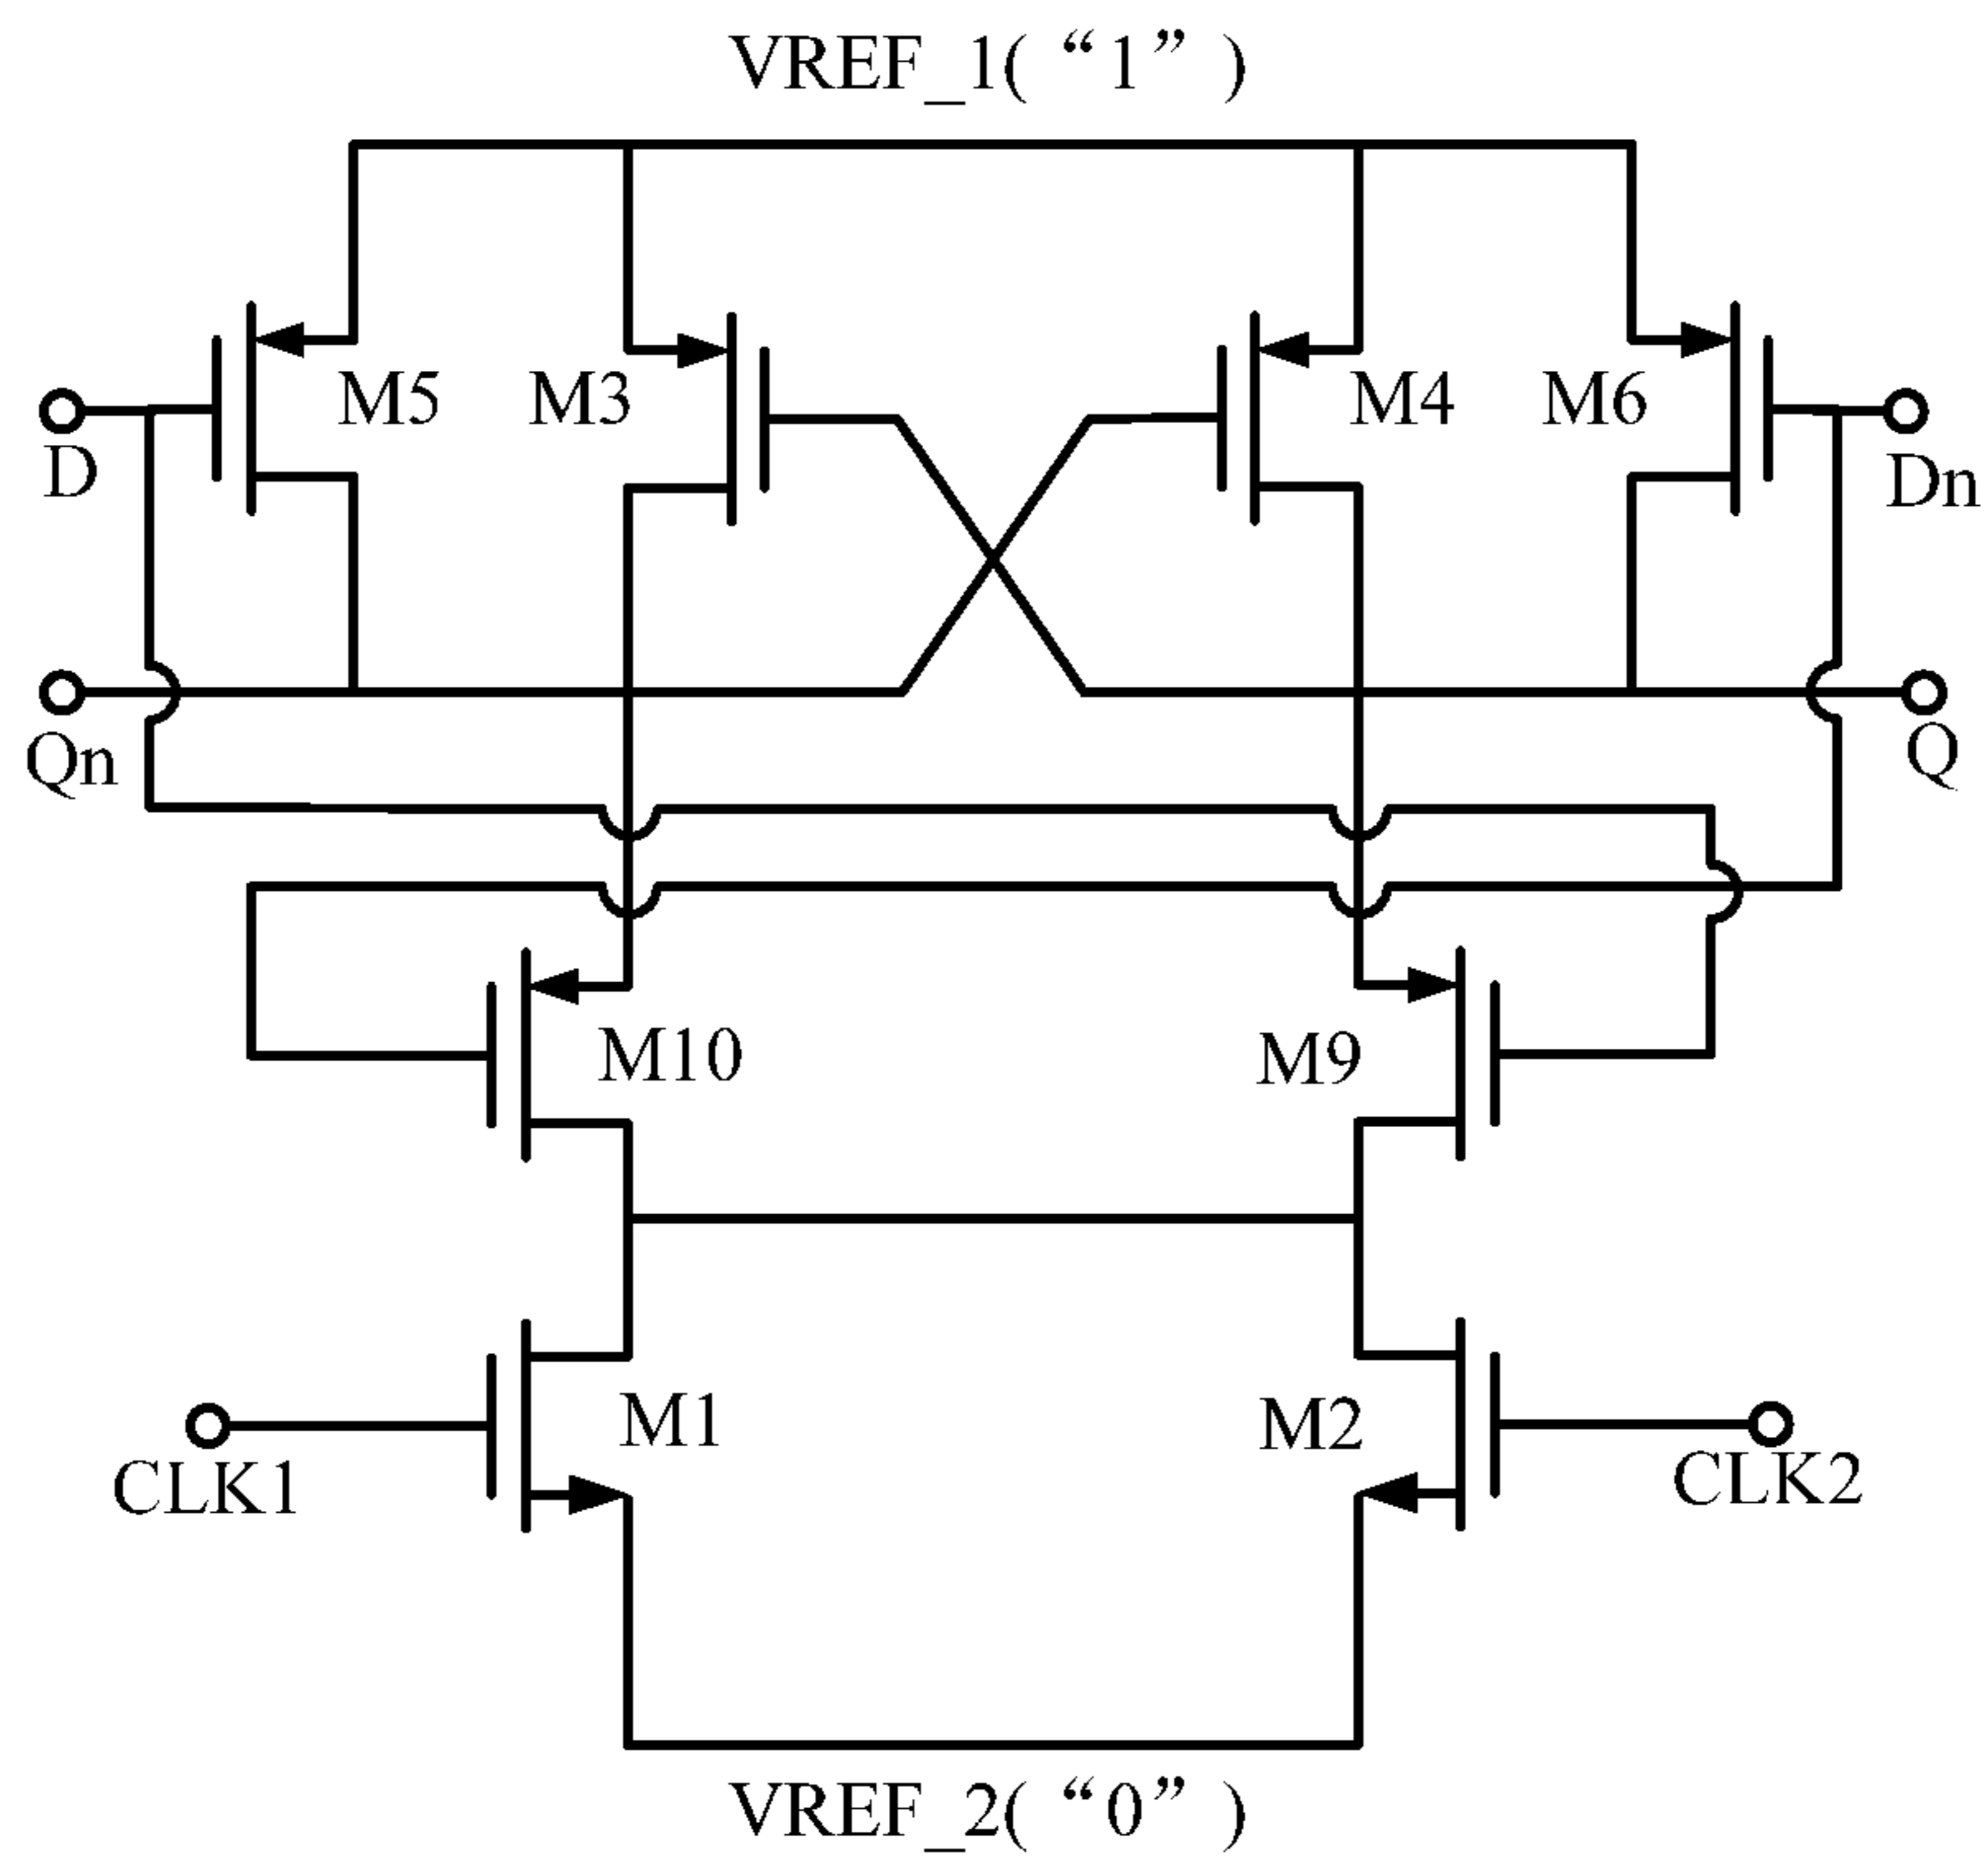 VREF_1( “1” )
M5
M3
M4
M6
D
Dn
Qn
Q
M10
M9
M1
M2
CLK1
CLK2
VREF_2( “0” )